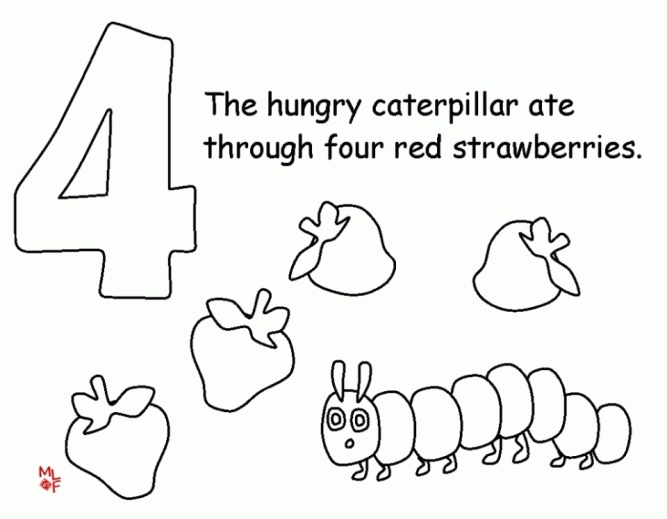 4
The hungry caterpillar ate
through four red strawberries.